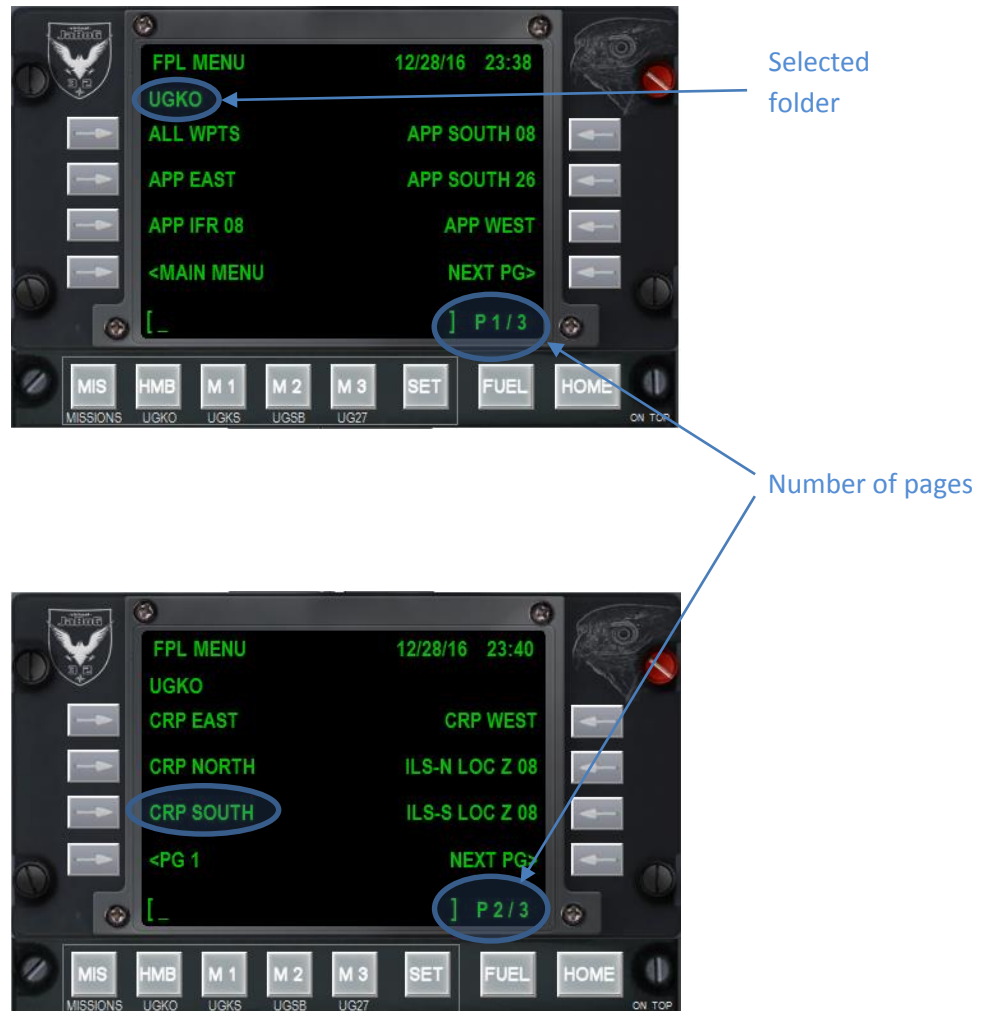 JaBoG
32
FPL MENU 12/28/16 23:38
UGKO
ALL WPTS APP SOUTH 08
APP EAST APP SOUTH 26
APP IFR 08 APP WEST
<MAIN MENU NEXT PG>
[_ ] P 1 / 3
MIS HMB M 1 M 2 M 3 SET FUEL HOME
MISSIONS UGKO UGKS UGSB UG27 ON TOP
Selected
folder
Number of pages
JaBoG
32
FPL MENU 12/28/16 23:40
UGKO
CRP EAST CRP WEST
CRP NORTH ILS-N LOC Z 08
CRP SOUTH ILS-S LOC Z 08
<PG 1 NEXT PG>
[_ ] P 2 / 3
MIS HMB M 1 M 2 M 3 SET FUEL HOME
MISSIONS UGKO UGKS UGSB UG27 ON TOP